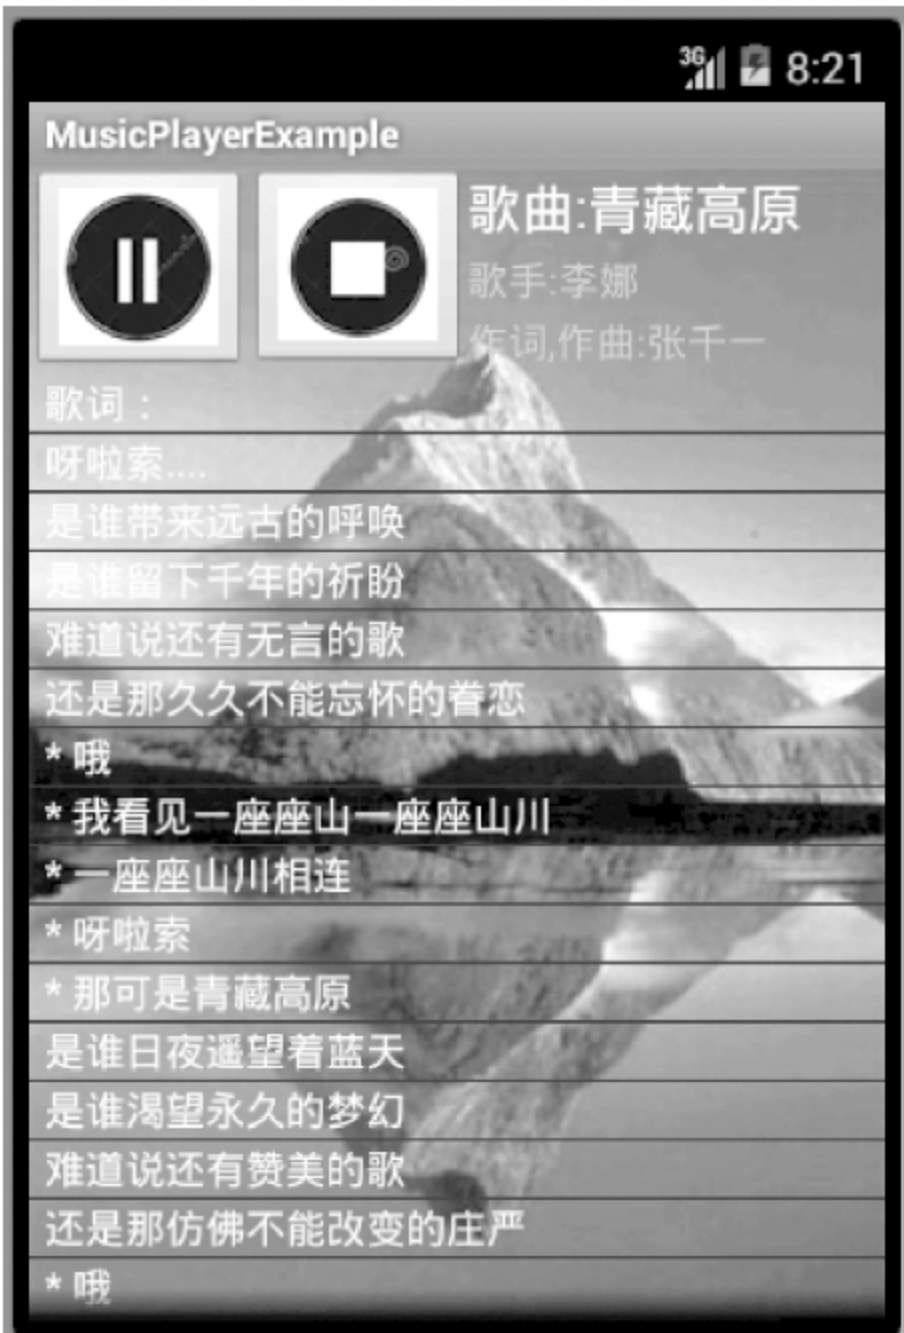 3G 8:21
MusicPlayerExample
歌曲:青藏高原
歌手:李娜
作词,作曲:张千一
歌词：
呀啦索....
是谁带来远古的呼唤
是谁留下千年的祈盼
难道说还有无言的歌
还是那久久不能忘怀的眷恋
* 哦
* 我看见一座座山一座座山川
* 一座座山川相连
* 呀啦索
* 那可是青藏高原
是谁日夜遥望着蓝天
是谁渴望永久的梦幻
难道说还有赞美的歌
还是那仿佛不能改变的庄严
* 哦